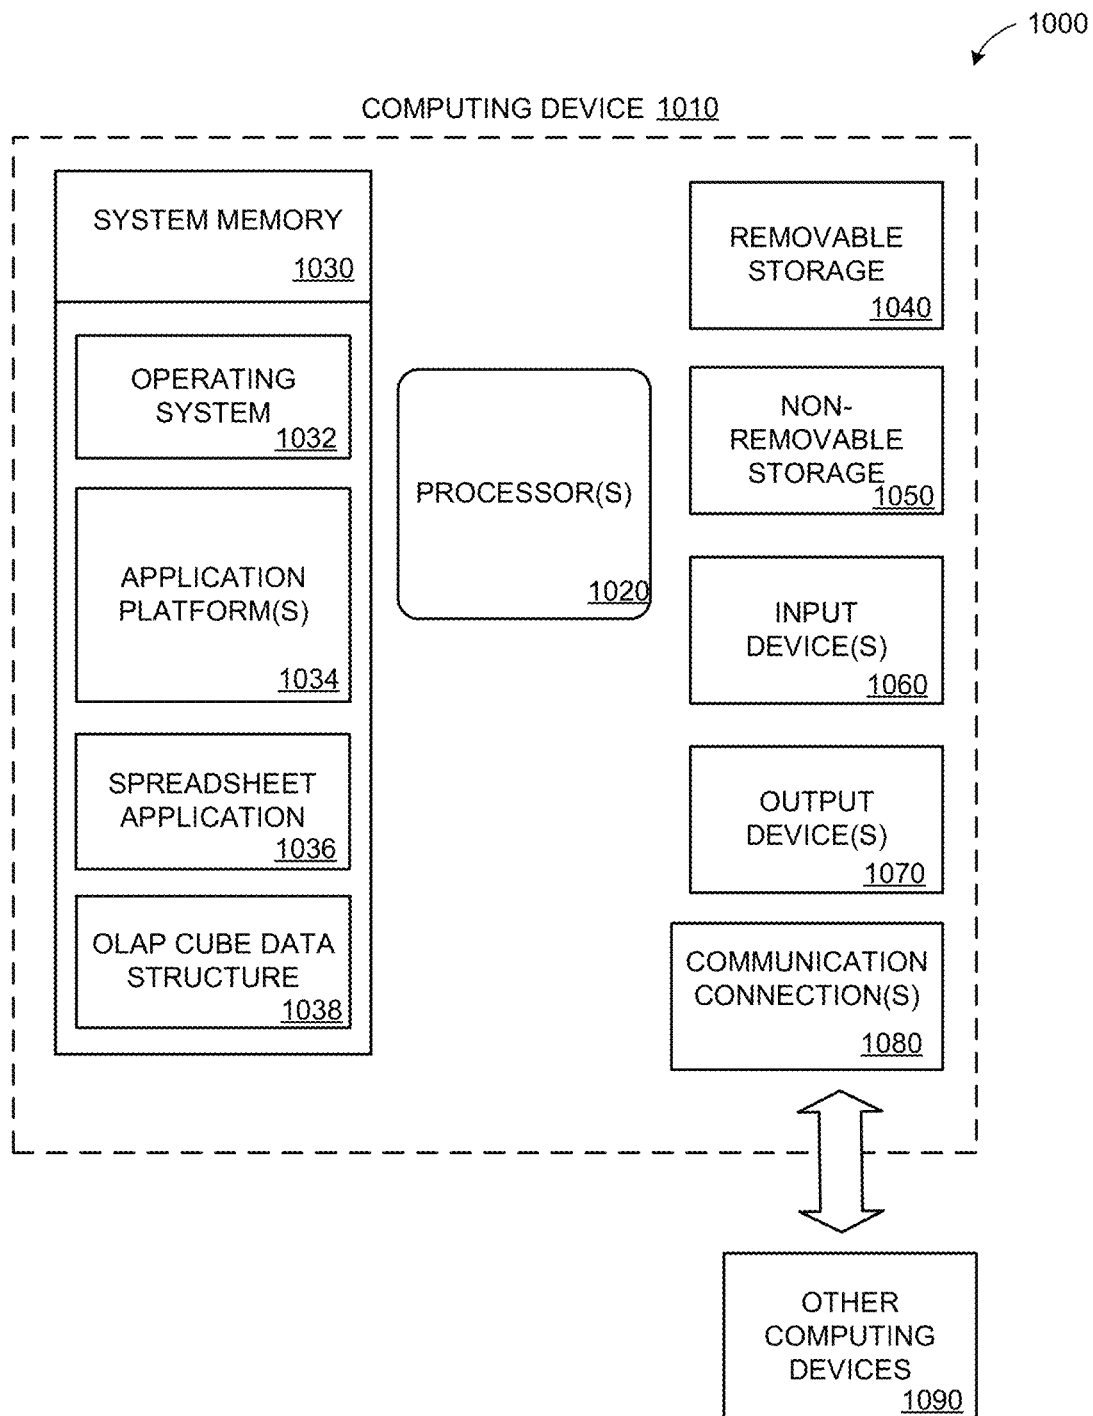 1000
COMPUTING DEVICE 1010
SYSTEM MEMORY
1030
OPERATING
SYSTEM
1032
APPLICATION
PLATFORM(S)
1034
SPREADSHEET
APPLICATION
1036
OLAP CUBE DATA
STRUCTURE
1038
PROCESSOR(S)
1020
REMOVABLE
STORAGE
1040
NON-
REMOVABLE
STORAGE
1050
INPUT
DEVICE(S)
1060
OUTPUT
DEVICE(S)
1070
COMMUNICATION
CONNECTION(S)
1080
OTHER
COMPUTING
DEVICES
1090